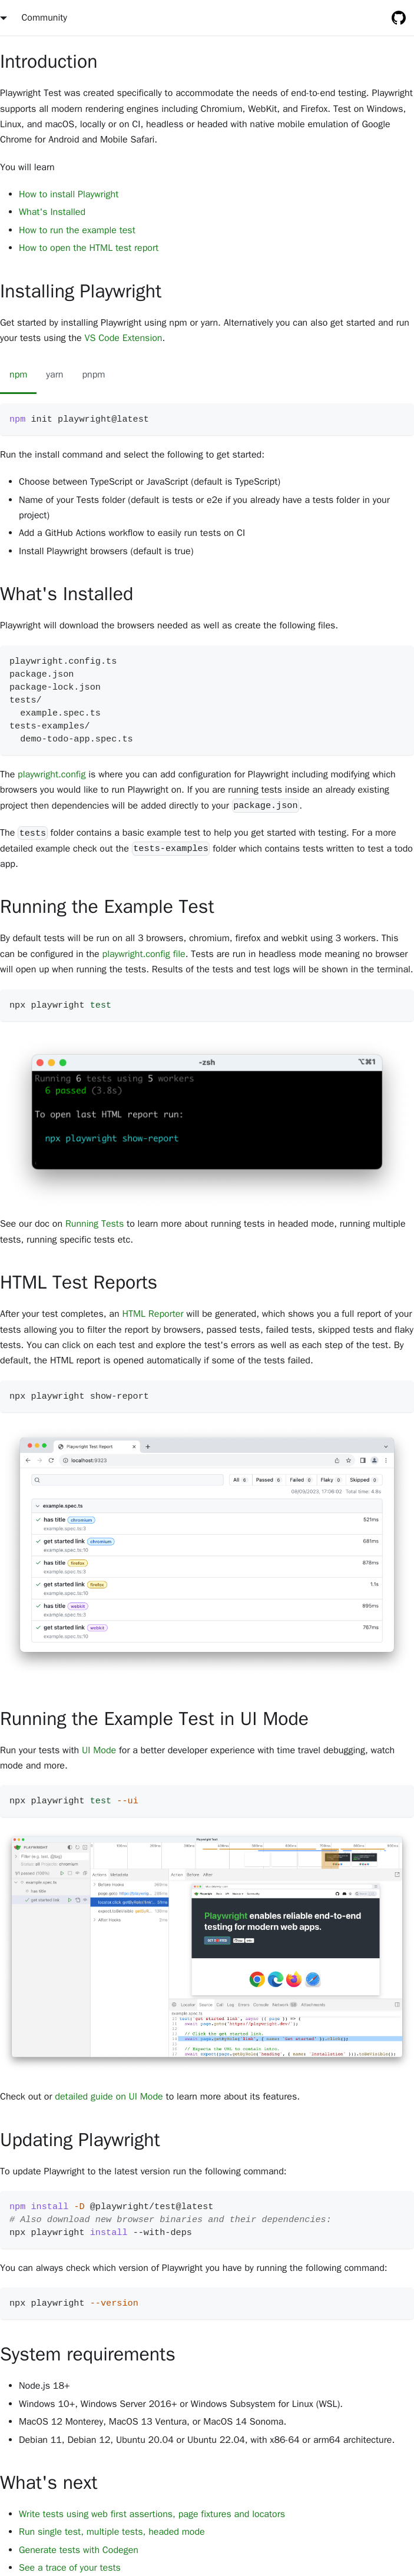 Community
Introduction
Playwright Test was created specifically to accommodate the needs of end-to-end testing. Playwright
supports all modern rendering engines including Chromium, WebKit, and Firefox. Test on Windows,
Linux, and macOS, locally or on CI, headless or headed with native mobile emulation of Google
Chrome for Android and Mobile Safari.
You will learn
How to install Playwright
What's Installed
How to run the example test
How to open the HTML test report
Installing Playwright
Get started by installing Playwright using npm or yarn. Alternatively you can also get started and run
your tests using the VS Code Extension.
npm yarn pnpm
npm init playwright@latest
Run the install command and select the following to get started:
Choose between TypeScript or JavaScript (default is TypeScript)
Name of your Tests folder (default is tests or e2e if you already have a tests folder in your
project)
Add a GitHub Actions workflow to easily run tests on CI
Install Playwright browsers (default is true)
What's Installed
Playwright will download the browsers needed as well as create the following files.
playwright.config.ts
package.json
package-lock.json
tests/
example.spec.ts
tests-examples/
demo-todo-app.spec.ts
The playwright.config is where you can add configuration for Playwright including modifying which
browsers you would like to run Playwright on. If you are running tests inside an already existing
project then dependencies will be added directly to your package.json.
The tests folder contains a basic example test to help you get started with testing. For a more
detailed example check out the tests-examples folder which contains tests written to test a todo
app.
Running the Example Test
By default tests will be run on all 3 browsers, chromium, firefox and webkit using 3 workers. This
can be configured in the playwright.config file. Tests are run in headless mode meaning no browser
will open up when running the tests. Results of the tests and test logs will be shown in the terminal.
npx playwright test
-zsh ⌥⌘1
Running 6 tests using 5 workers
6 passed (3.8s)
To open last HTML report run:
npx playwright show-report
See our doc on Running Tests to learn more about running tests in headed mode, running multiple
tests, running specific tests etc.
HTML Test Reports
After your test completes, an HTML Reporter will be generated, which shows you a full report of your
tests allowing you to filter the report by browsers, passed tests, failed tests, skipped tests and flaky
tests. You can click on each test and explore the test's errors as well as each step of the test. By
default, the HTML report is opened automatically if some of the tests failed.
npx playwright show-report
Playwright Test Report
localhost:9323
All 6 Passed 6 Failed 0 Flaky 0 Skipped 0
08/09/2023, 17:08:02 Total time: 4.8s
example.spec.ts
has title chromium 521ms
example.spec.ts:3
get started link chromium 681ms
example.spec.ts:10
has title firefox 878ms
example.spec.ts:3
get started link firefox 1.1s
example.spec.ts:10
has title webkit 895ms
example.spec.ts:3
get started link webkit 767ms
example.spec.ts:10
Running the Example Test in UI Mode
Run your tests with UI Mode for a better developer experience with time travel debugging, watch
mode and more.
npx playwright test --ui
Playwright enables reliable end-to-end
testing for modern web apps.
Check out or detailed guide on UI Mode to learn more about its features.
Updating Playwright
To update Playwright to the latest version run the following command:
npm install -D @playwright/test@latest
# Also download new browser binaries and their dependencies:
npx playwright install --with-deps
You can always check which version of Playwright you have by running the following command:
npx playwright --version
System requirements
Node.js 18+
Windows 10+, Windows Server 2016+ or Windows Subsystem for Linux (WSL).
MacOS 12 Monterey, MacOS 13 Ventura, or MacOS 14 Sonoma.
Debian 11, Debian 12, Ubuntu 20.04 or Ubuntu 22.04, with x86-64 or arm64 architecture.
What's next
Write tests using web first assertions, page fixtures and locators
Run single test, multiple tests, headed mode
Generate tests with Codegen
See a trace of your tests